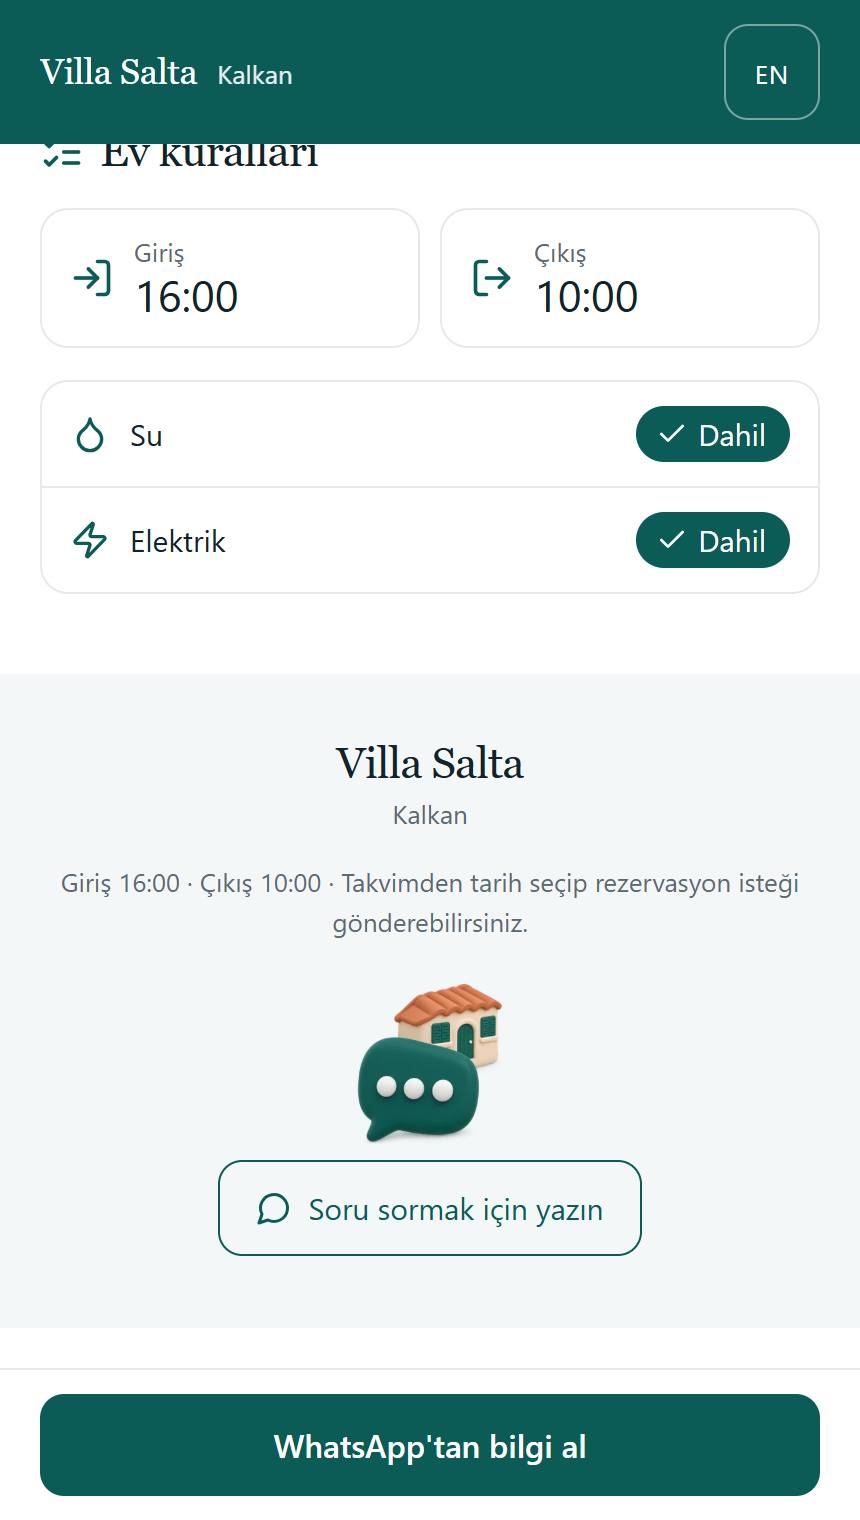 Villa Salta Kalkan
EN
Ev kuralları
Giriş
16:00
Çıkış
10:00
Su
Dahil
Elektrik
Dahil
Villa Salta
Kalkan
Giriş 16:00 · Çıkış 10:00 · Takvimden tarih seçip rezervasyon isteği
gönderebilirsiniz.
Soru sormak için yazın
WhatsApp'tan bilgi al